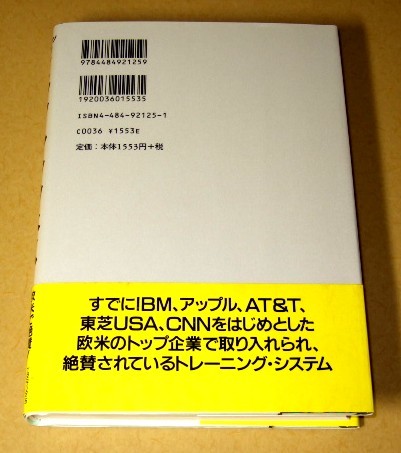 9784484921259
1920036015535
ISBN4-484-92125-1
C0036 ¥1553E
定価：本体1553円+税
すでにIBM、アップル、AT&T、
東芝USA、CNNをはじめとした
欧米のトップ企業で取り入れられ、
絶賛されているトレーニング・システム